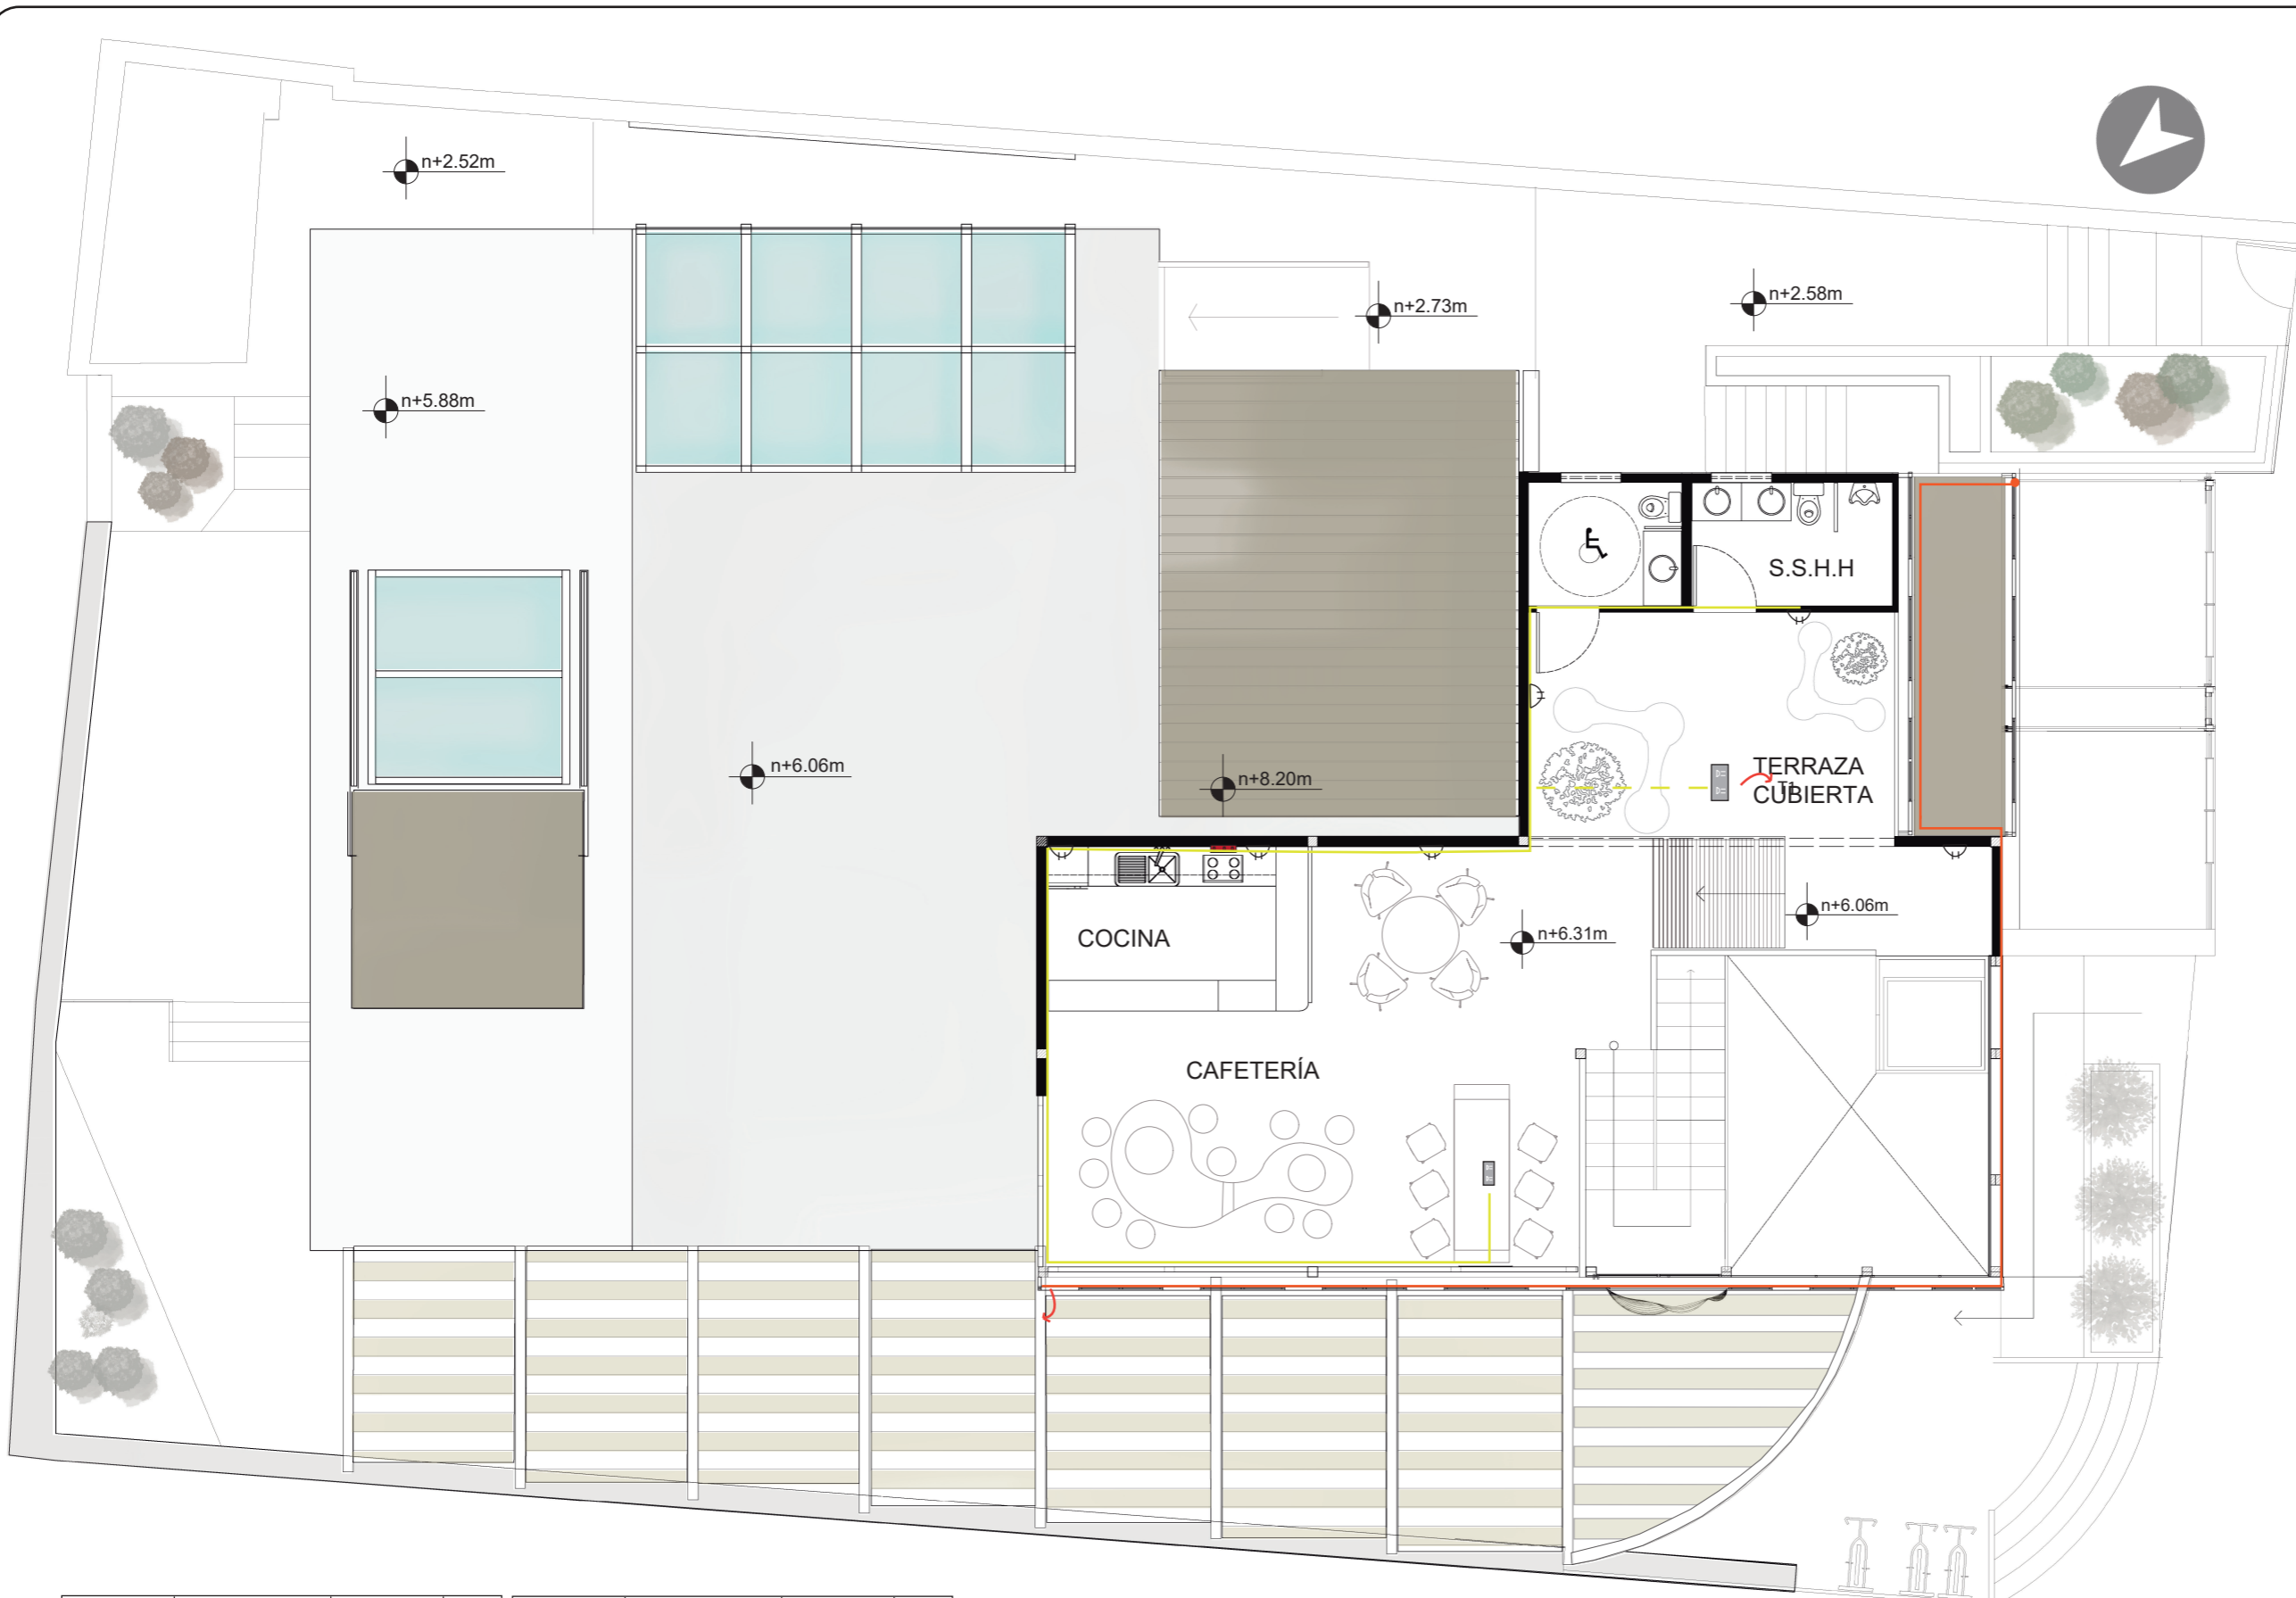 n+2.52m
n+2.73m
n+2.58m
n+5.88m
S.S.H.H
n+6.06m
n+8.20m
TERRAZA
T1
CUBIERTA
COCINA
n+6.31m
n+6.06m
CAFETERÍA